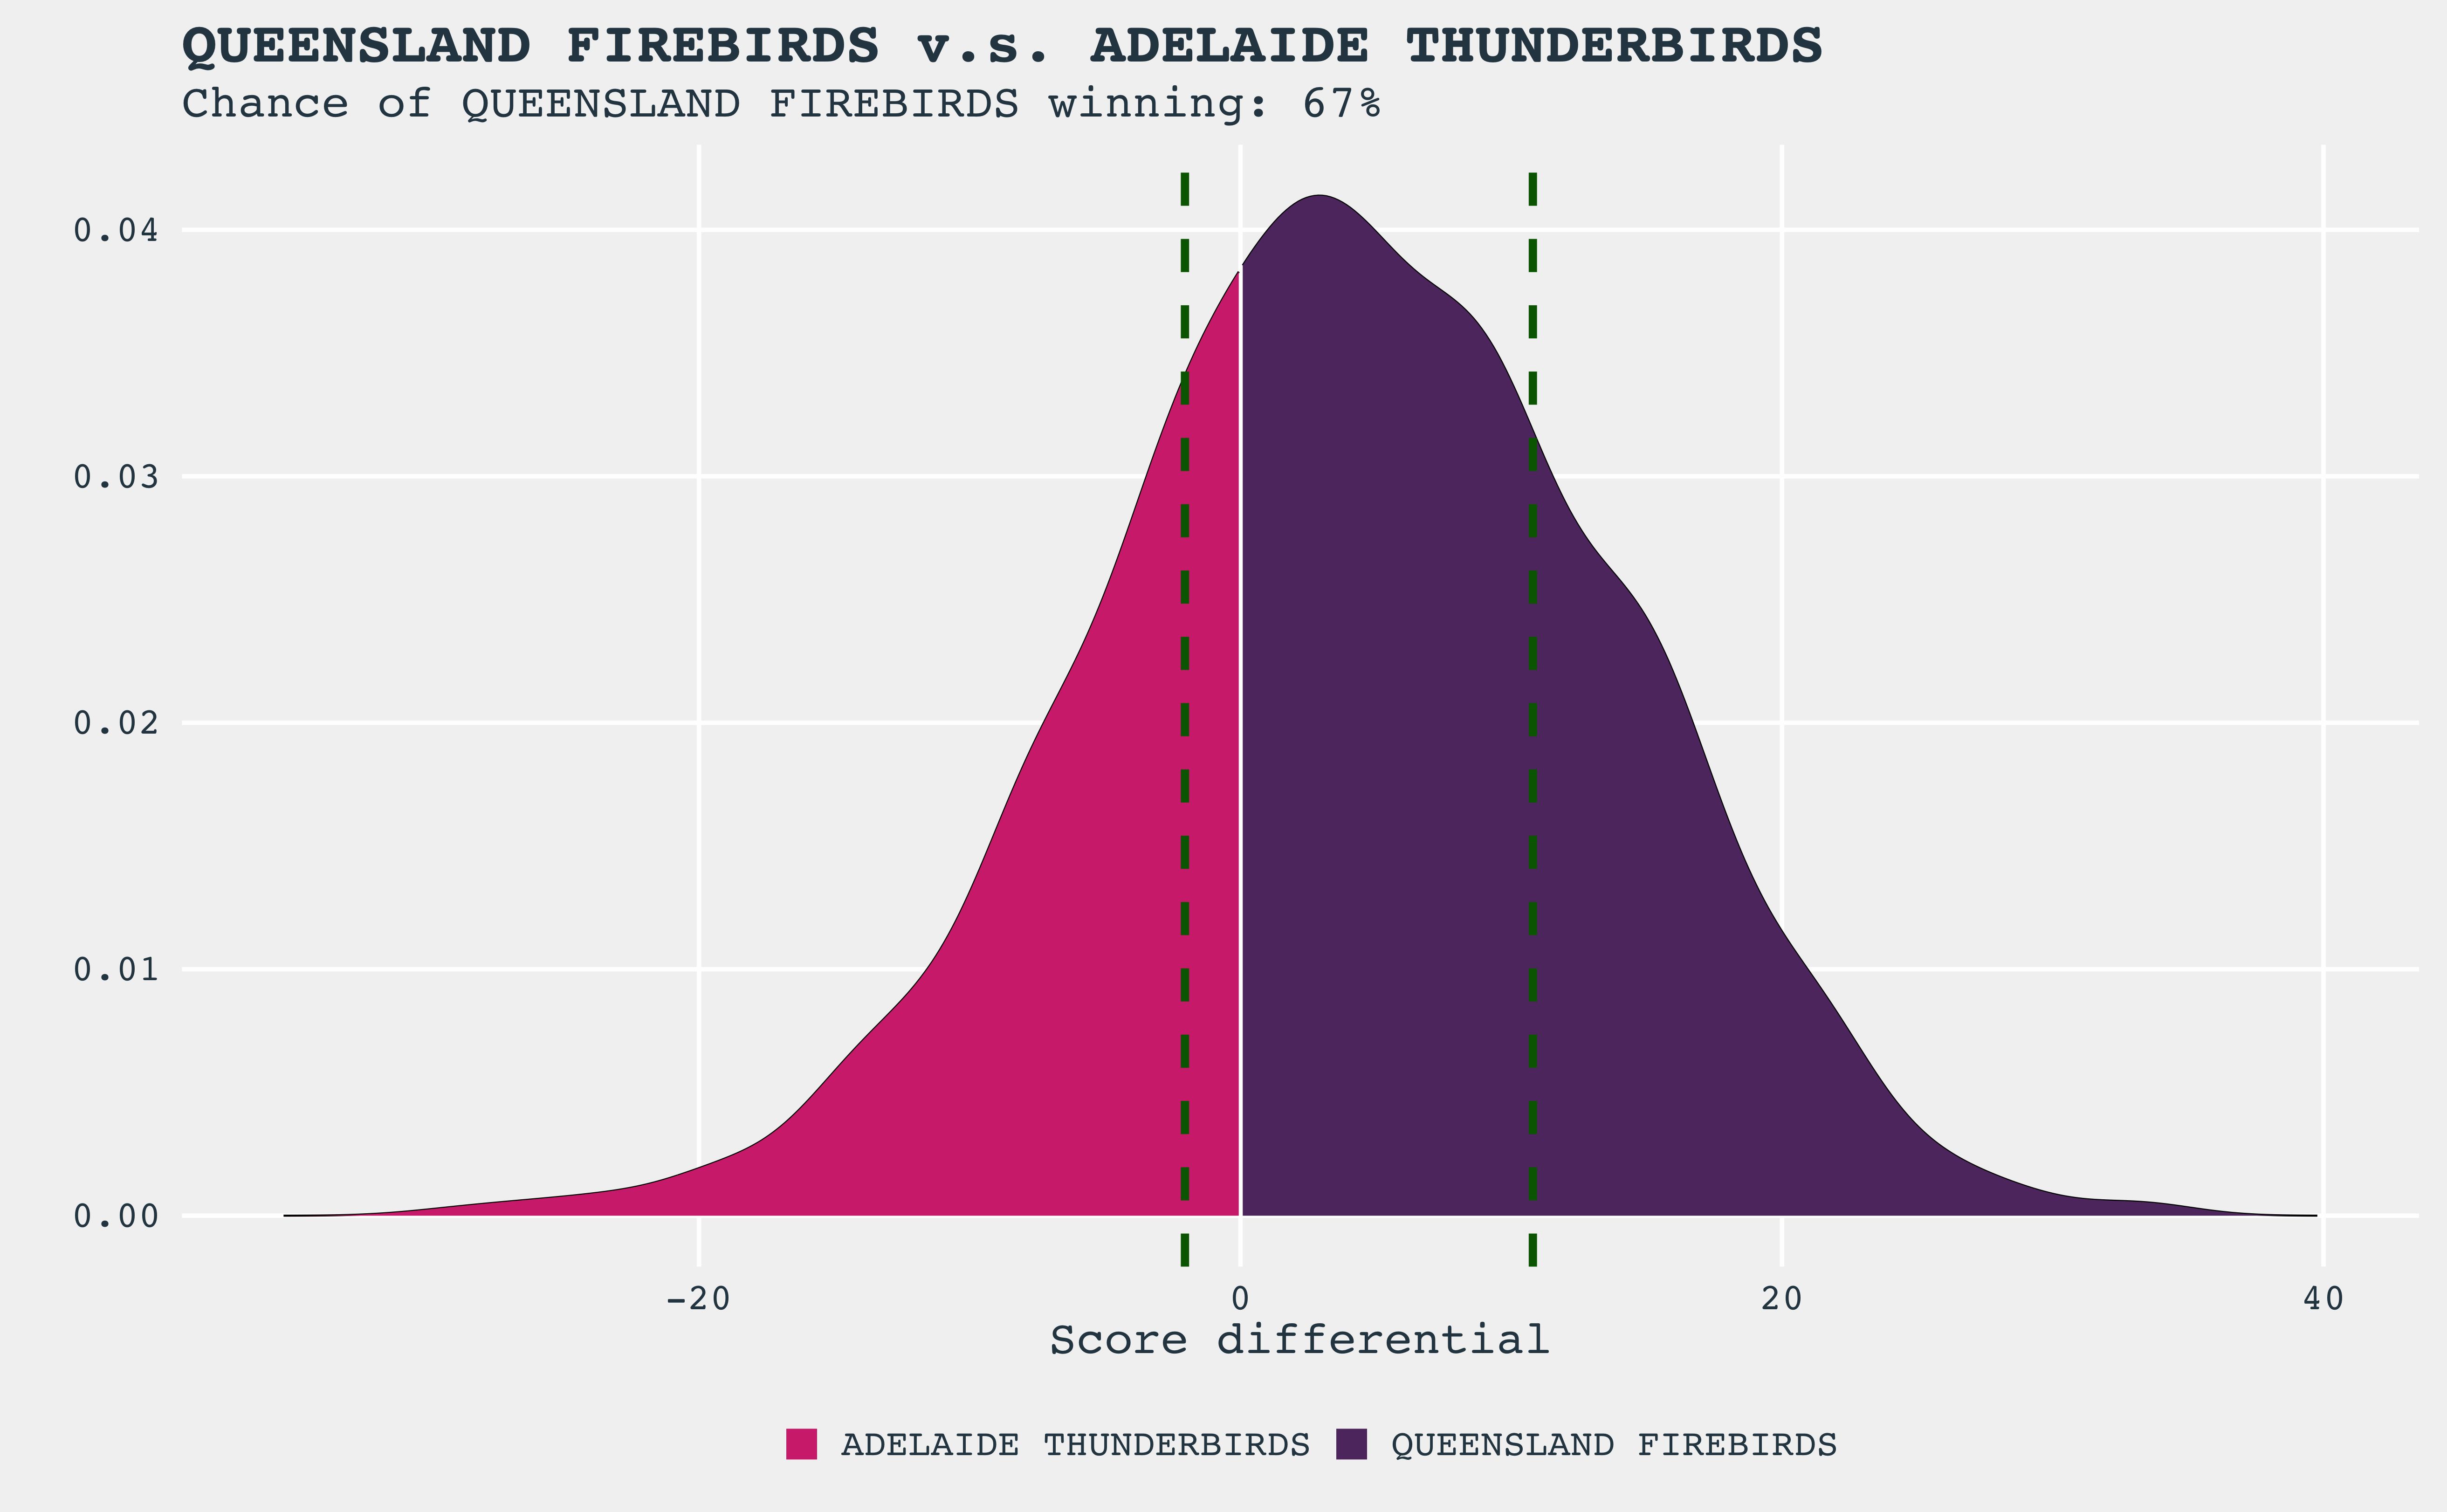 QUEENSLAND FIREBIRDS v.s. ADELAIDE THUNDERBIRDS
Chance of QUEENSLAND FIREBIRDS winning: 67%
0.04
0.03
0.02
0.01
0.00
-20 0 20 40
Score differential
ADELAIDE THUNDERBIRDS QUEENSLAND FIREBIRDS